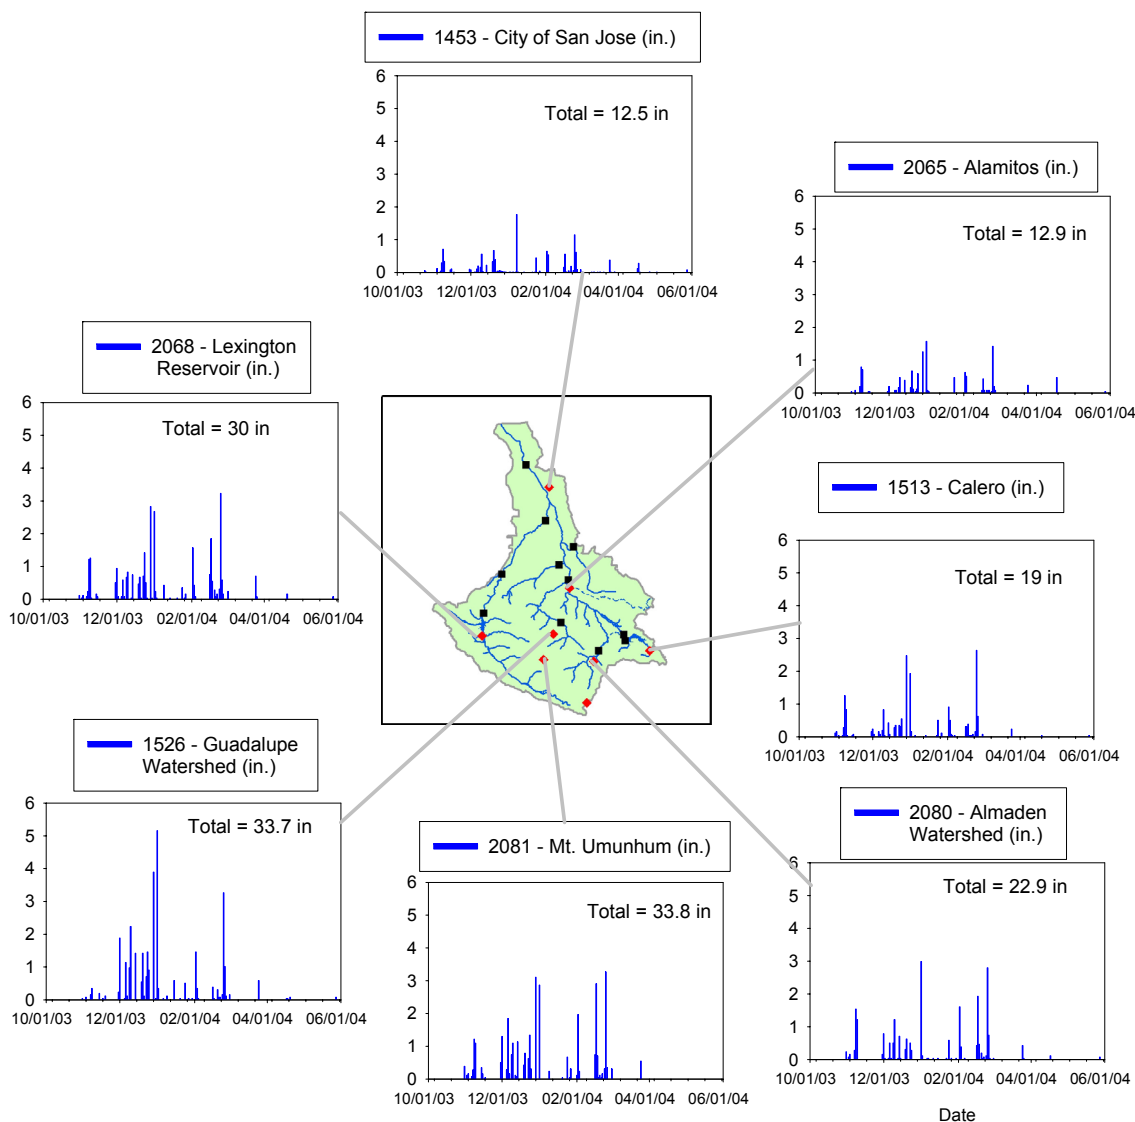 1453 - City of San Jose (in.)
6
5
4
3
2
1
0
Total = 12.5 in
10/01/03 12/01/03 02/01/04 04/01/04 06/01/04
2065 - Alamitos (in.)
6
5
4
3
2
1
0
Total = 12.9 in
10/01/03 12/01/03 02/01/04 04/01/04 06/01/04
2068 - Lexington
Reservoir (in.)
6
5
4
3
2
1
0
Total = 30 in
10/01/03 12/01/03 02/01/04 04/01/04 06/01/04
1513 - Calero (in.)
6
5
4
3
2
1
0
Total = 19 in
10/01/03 12/01/03 02/01/04 04/01/04 06/01/04
1526 - Guadalupe
Watershed (in.)
6
5
4
3
2
1
0
Total = 33.7 in
10/01/03 12/01/03 02/01/04 04/01/04 06/01/04
2081 - Mt. Umunhum (in.)
6
5
4
3
2
1
0
Total = 33.8 in
10/01/03 12/01/03 02/01/04 04/01/04 06/01/04
2080 - Almaden
Watershed (in.)
6
5
4
3
2
1
0
Total = 22.9 in
10/01/03 12/01/03 02/01/04 04/01/04 06/01/04
Date